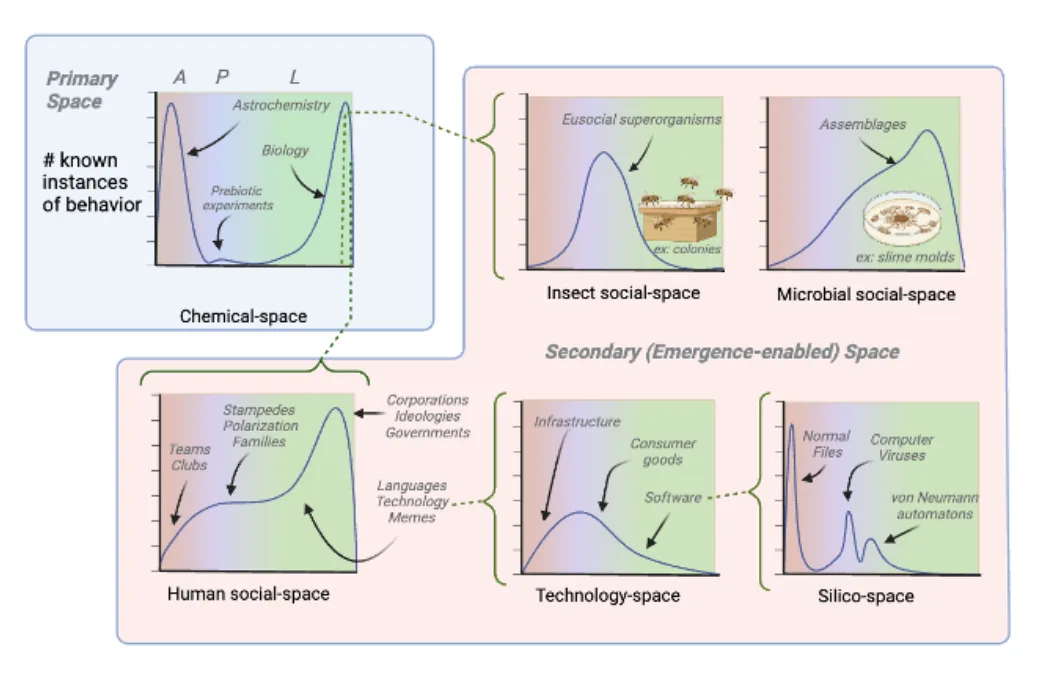 Primary
Space
A P L
# known
instances
of behavior
Astrochemistry
Biology
Prebiotic
experiments
Chemical-space
Eusocial superorganisms
ex: colonies
Insect social-space
Assemblages
ex: slime molds
Microbial social-space
Secondary (Emergence-enabled) Space
Teams
Clubs
Stampedes
Polarization
Families
Corporations
Ideologies
Governments
Languages
Technology
Memes
Human social-space
Infrastructure
Consumer
goods
Software
Technology-space
Normal
Files
Computer
Viruses
von Neumann
automatons
Silico-space